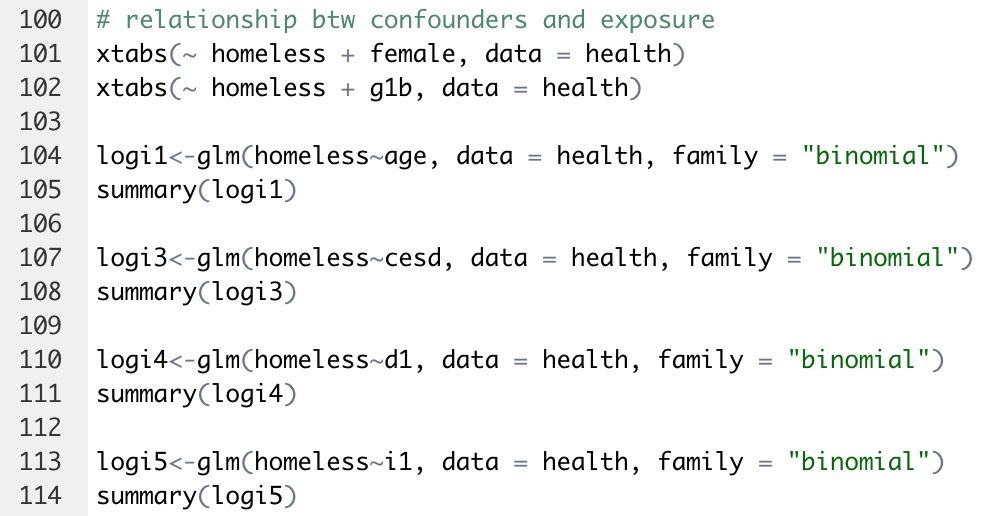 100 # relationship btw confounders and exposure
101 xtabs(~ homeless + female, data = health)
102 xtabs(~ homeless + g1b, data = health)
103
104 logi1<-glm(homeless~age, data = health, family = "binomial")
105 summary(logi1)
106
107 logi3<-glm(homeless~cesd, data = health, family = "binomial")
108 summary(logi3)
109
110 logi4<-glm(homeless~d1, data = health, family = "binomial")
111 summary(logi4)
112
113 logi5<-glm(homeless~i1, data = health, family = "binomial")
114 summary(logi5)